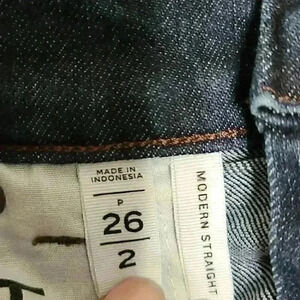 MADE IN
INDONESIA
P
26
2
MODERN STRAIGHT